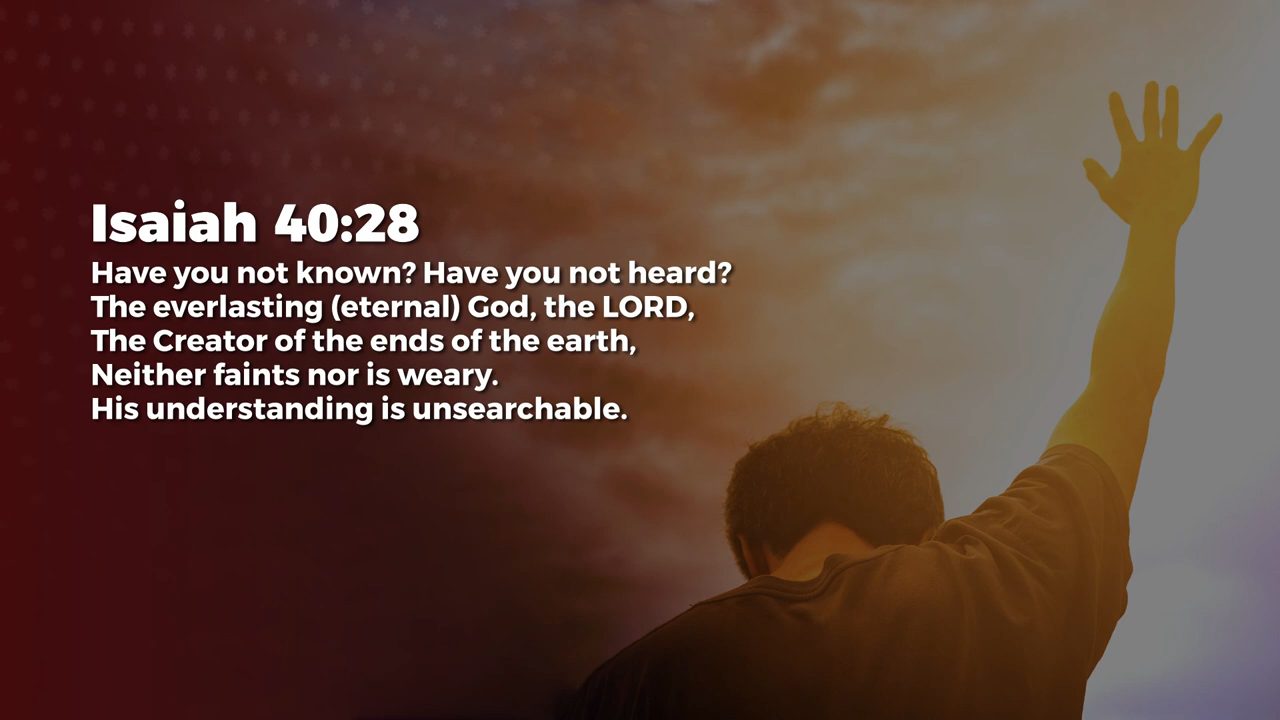 Isaiah 40:28
Have you not known? Have you not heard?
The everlasting (eternal) God, the LORD,
The Creator of the ends of the earth,
Neither faints nor is weary.
His understanding is unsearchable.